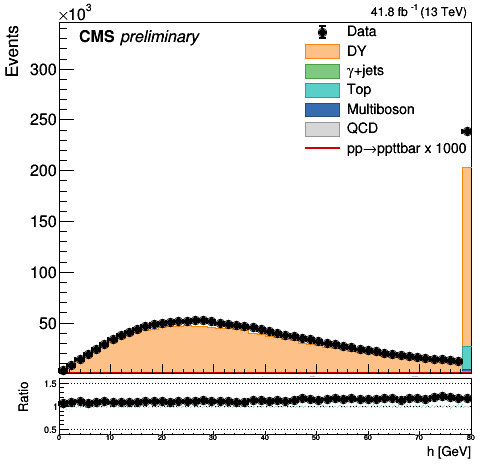 ×10³
41.8 fb⁻¹ (13 TeV)
CMS preliminary
Events
300
250
200
150
100
50
Data
DY
γ+jets
Top
Multiboson
QCD
pp→ppttbar x 1000
Ratio
1.5
1
0.5
0 10 20 30 40 50 60 70 80
h [GeV]